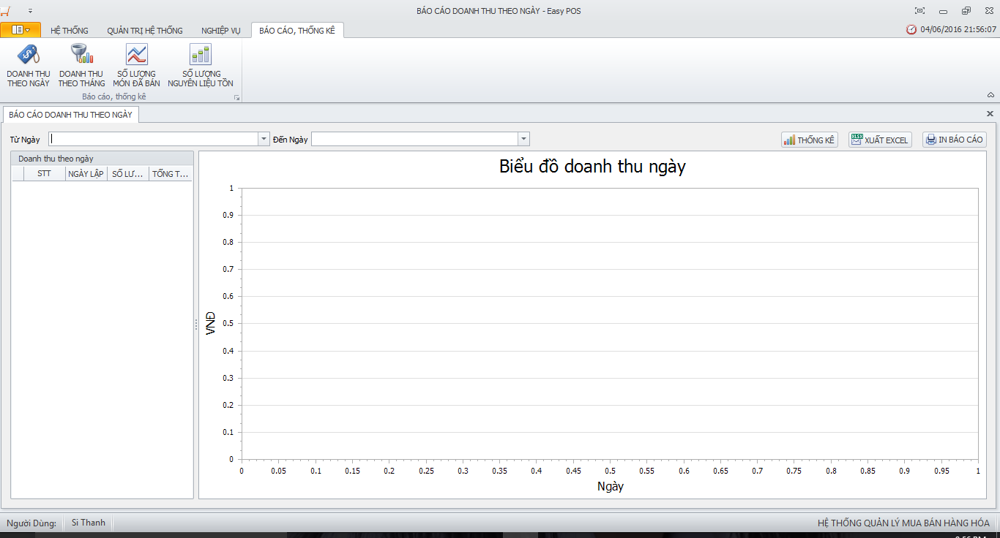 BÁO CÁO DOANH THU THEO NGÀY - Easy POS
HỆ THỐNG QUẢN TRỊ HỆ THỐNG NGHIỆP VỤ BÁO CÁO, THỐNG KÊ 04/06/2016 21:56:07
DOANH THU THEO NGÀY
DOANH THU THEO THÁNG
SỐ LƯỢNG MÓN ĐÃ BÁN
SỐ LƯỢNG NGUYÊN LIỆU TỒN
Báo cáo, thống kê
BÁO CÁO DOANH THU THEO NGÀY
Từ Ngày Đến Ngày THỐNG KÊ XUẤT EXCEL IN BÁO CÁO
Doanh thu theo ngày
STT NGÀY LẬP SỐ LƯ... TỔNG T...
Biểu đồ doanh thu ngày
1
0.9
0.8
0.7
0.6
0.5
0.4
0.3
0.2
0.1
0
VNĐ
0 0.05 0.1 0.15 0.2 0.25 0.3 0.35 0.4 0.45 0.5 0.55 0.6 0.65 0.7 0.75 0.8 0.85 0.9 0.95 1
Ngày
Người Dùng: Si Thanh HỆ THỐNG QUẢN LÝ MUA BÁN HÀNG HÓA